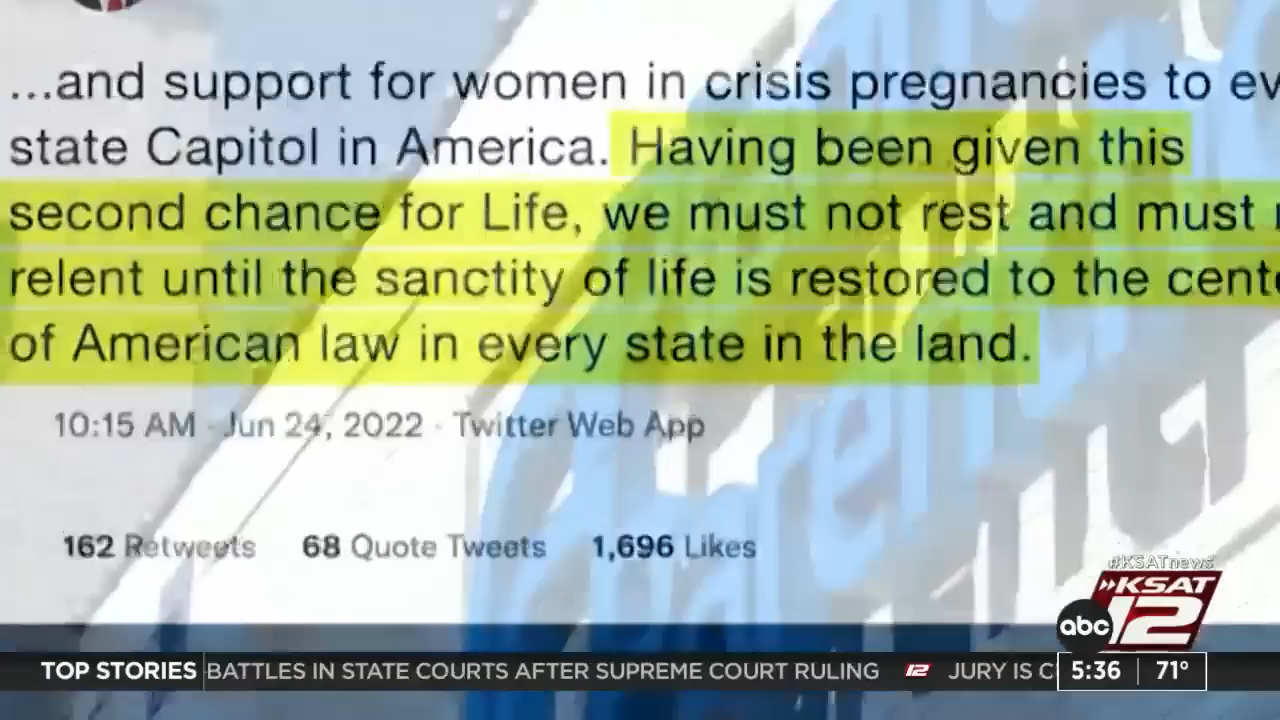 ...and support for women in crisis pregnancies to ev
state Capitol in America. Having been given this
second chance for Life, we must not rest and must
relent until the sanctity of life is restored to the cente
of American law in every state in the land.
10:15 AM · Jun 24, 2022 · Twitter Web App
162 Retweets 68 Quote Tweets 1,696 Likes
#KSATnews
KSAT
abc 12
TOP STORIES BATTLES IN STATE COURTS AFTER SUPREME COURT RULING 12 JURY IS C 5:36 71°